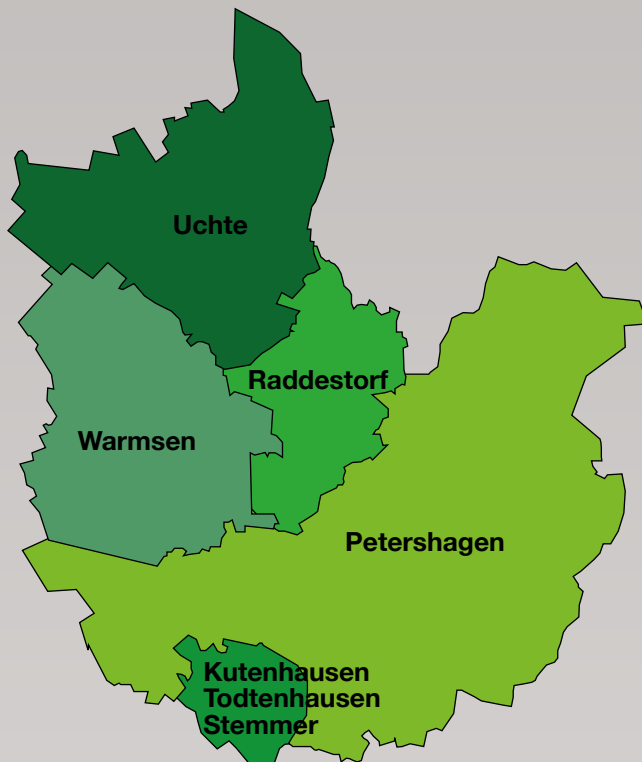 Uchte
Raddestorf
Warmsen
Petershagen
Kutenhausen
Todtenhausen
Stemmer